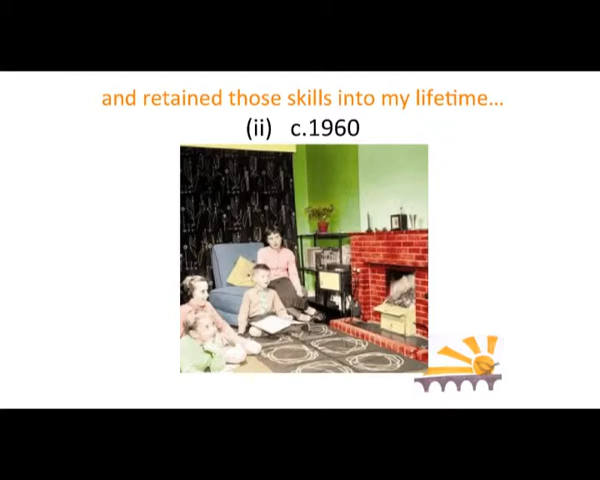 and retained those skills into my lifetime...
(ii) c.1960